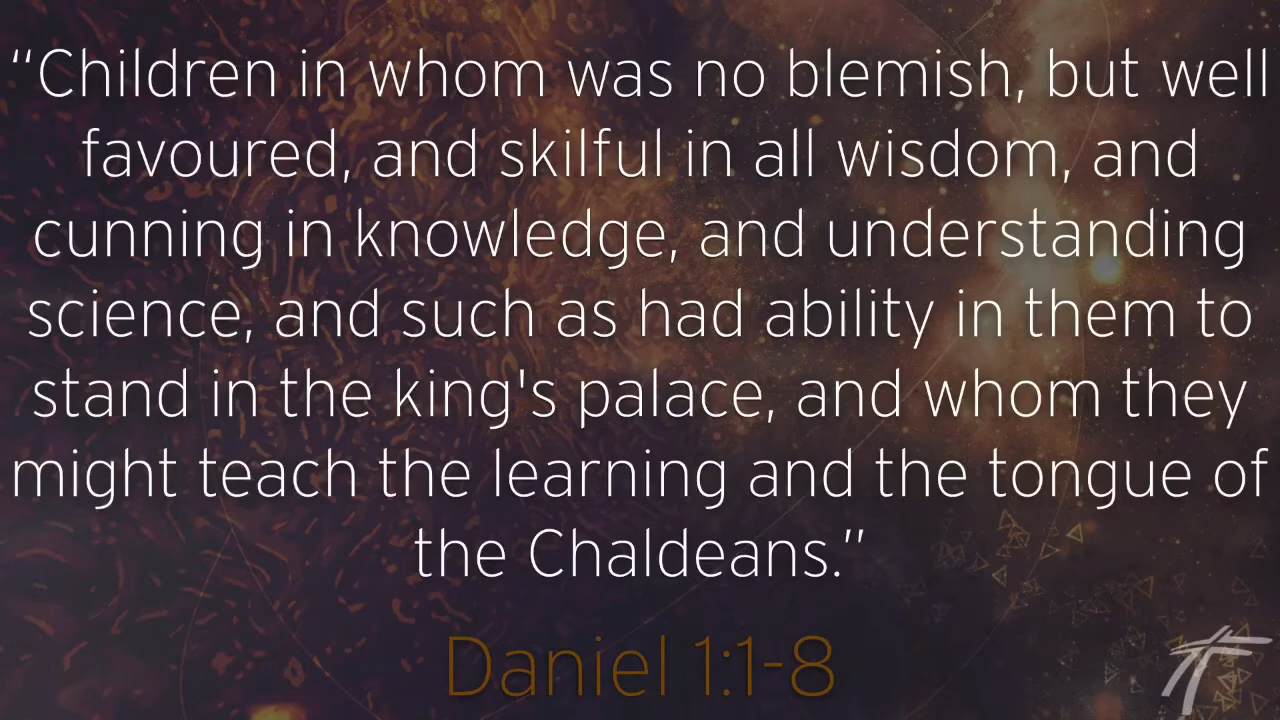 “Children in whom was no blemish, but well
favoured, and skilful in all wisdom, and
cunning in knowledge, and understanding
science, and such as had ability in them to
stand in the king's palace, and whom they
might teach the learning and the tongue of
the Chaldeans.”
Daniel 1:1-8